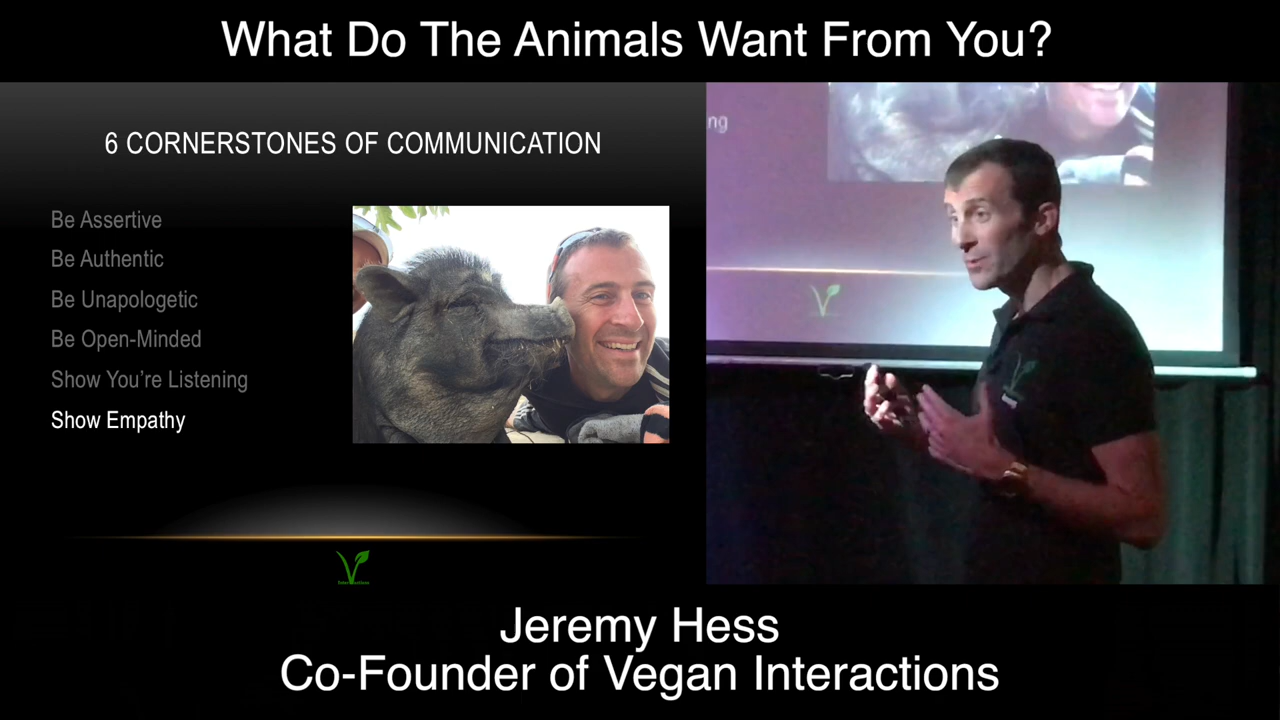 What Do The Animals Want From You?
6 CORNERSTONES OF COMMUNICATION
Be Assertive
Be Authentic
Be Unapologetic
Be Open-Minded
Show You're Listening
Show Empathy
ng
Jeremy Hess
Co-Founder of Vegan Interactions